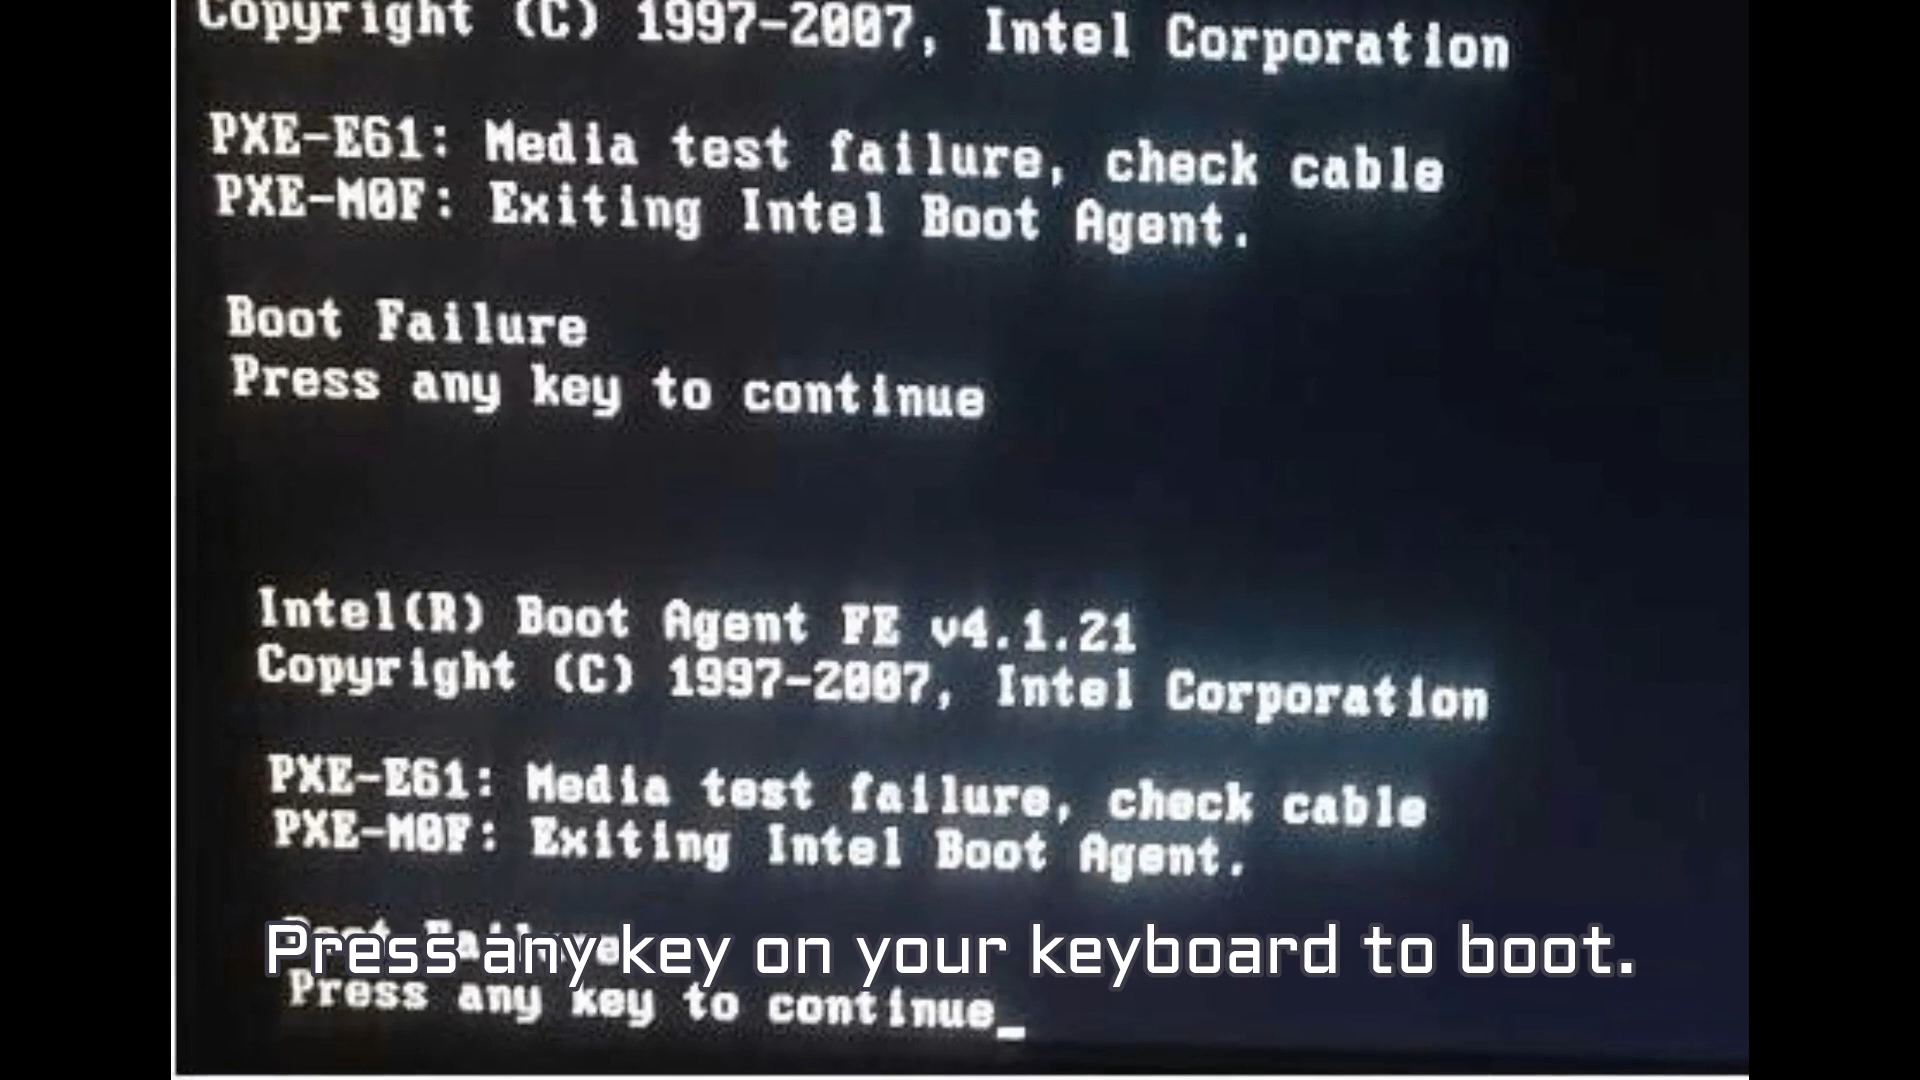 Copyright (C) 1997-2007, Intel Corporation
PXE-E61: Media test failure, check cable
PXE-M0F: Exiting Intel Boot Agent.
Boot Failure
Press any key to continue
Intel(R) Boot Agent FE v4.1.21
Copyright (C) 1997-2007, Intel Corporation
PXE-E61: Media test failure, check cable
PXE-M0F: Exiting Intel Boot Agent.
Boot Failure
Press any key on your keyboard to boot.
Press any key to continue_